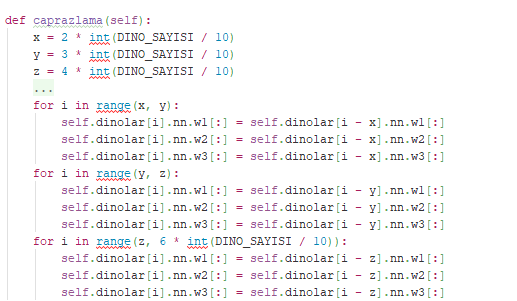 def caprazlama(self):
    x = 2 * int(DINO_SAYISI / 10)
    y = 3 * int(DINO_SAYISI / 10)
    z = 4 * int(DINO_SAYISI / 10)
    ...
    for i in range(x, y):
        self.dinolar[i].nn.w1[:] = self.dinolar[i - x].nn.w1[:]
        self.dinolar[i].nn.w2[:] = self.dinolar[i - x].nn.w2[:]
        self.dinolar[i].nn.w3[:] = self.dinolar[i - x].nn.w3[:]
    for i in range(y, z):
        self.dinolar[i].nn.w1[:] = self.dinolar[i - y].nn.w1[:]
        self.dinolar[i].nn.w2[:] = self.dinolar[i - y].nn.w2[:]
        self.dinolar[i].nn.w3[:] = self.dinolar[i - y].nn.w3[:]
    for i in range(z, 6 * int(DINO_SAYISI / 10)):
        self.dinolar[i].nn.w1[:] = self.dinolar[i - z].nn.w1[:]
        self.dinolar[i].nn.w2[:] = self.dinolar[i - z].nn.w2[:]
        self.dinolar[i].nn.w3[:] = self.dinolar[i - z].nn.w3[:]